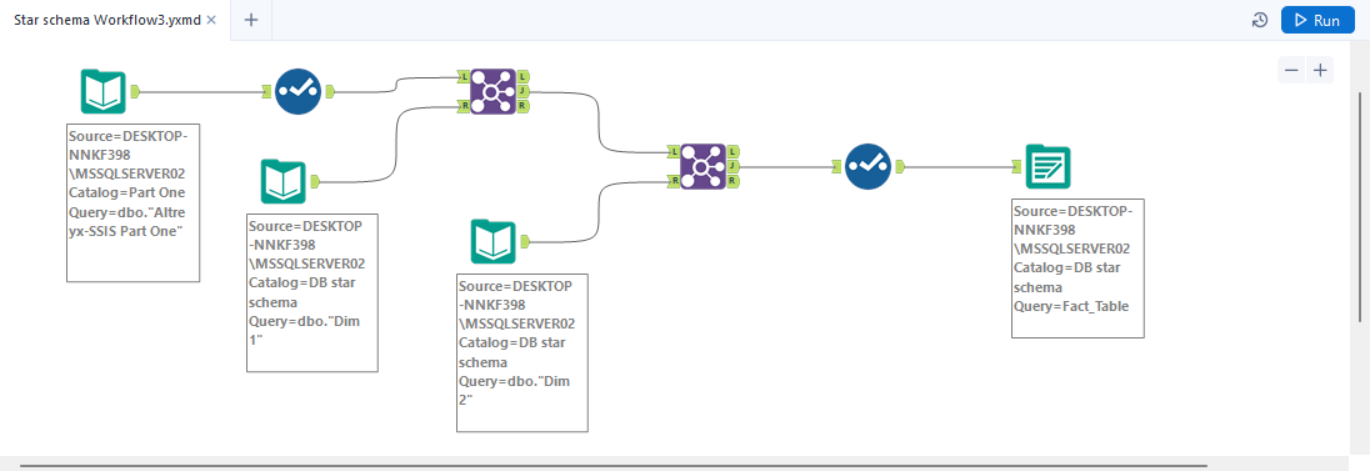 Star schema Workflow3.yxmd × +
Run
− +
L L
J
R R
Source=DESKTOP-
NNKF398
\MSSQLSERVER02
Catalog=Part One
Query=dbo."Altre
yx-SSIS Part One"
L L
J
R R
Source=DESKTOP
-NNKF398
\MSSQLSERVER02
Catalog=DB star
schema
Query=dbo."Dim
1"
Source=DESKTOP
-NNKF398
\MSSQLSERVER02
Catalog=DB star
schema
Query=dbo."Dim
2"
Source=DESKTOP-
NNKF398
\MSSQLSERVER02
Catalog=DB star
schema
Query=Fact_Table